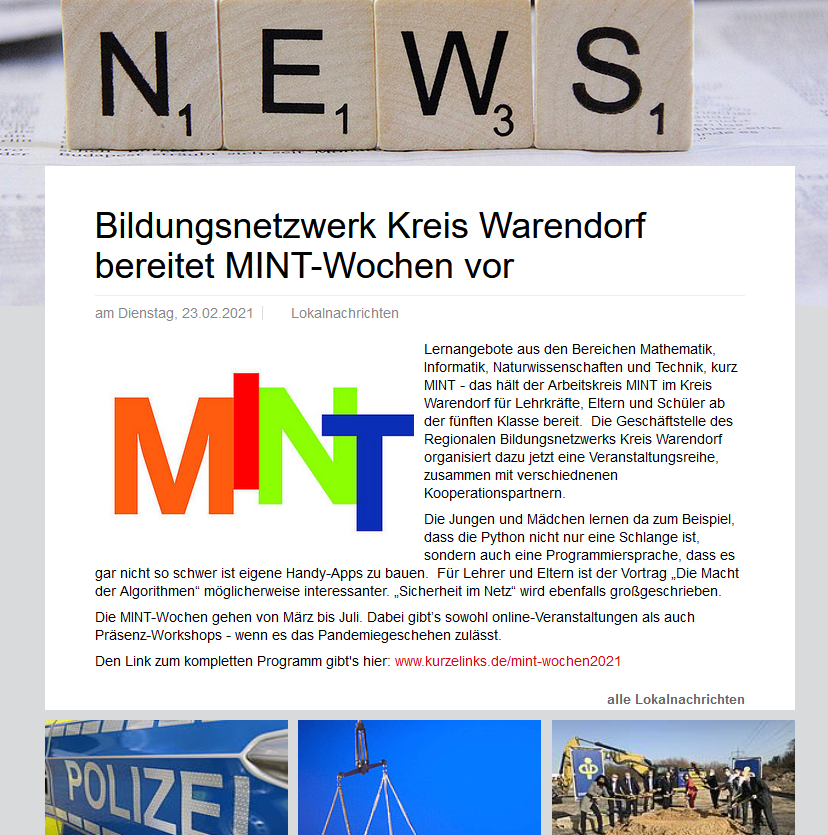 NEWS
1 1 3 1
Bildungsnetzwerk Kreis Warendorf
bereitet MINT-Wochen vor
am Dienstag, 23.02.2021
Lokalnachrichten
MINT
Lernangebote aus den Bereichen Mathematik,
Informatik, Naturwissenschaften und Technik, kurz
MINT - das hält der Arbeitskreis MINT im Kreis
Warendorf für Lehrkräfte, Eltern und Schüler ab
der fünften Klasse bereit.  Die Geschäftstelle des
Regionalen Bildungsnetzwerks Kreis Warendorf
organisiert dazu jetzt eine Veranstaltungsreihe,
zusammen mit verschiednenen
Kooperationspartnern.
Die Jungen und Mädchen lernen da zum Beispiel,
dass die Python nicht nur eine Schlange ist,
sondern auch eine Programmiersprache, dass es
gar nicht so schwer ist eigene Handy-Apps zu bauen.  Für Lehrer und Eltern ist der Vortrag „Die Macht
der Algorithmen“ möglicherweise interessanter. „Sicherheit im Netz“ wird ebenfalls großgeschrieben.
Die MINT-Wochen gehen von März bis Juli. Dabei gibt’s sowohl online-Veranstaltungen als auch
Präsenz-Workshops - wenn es das Pandemiegeschehen zulässt.
Den Link zum kompletten Programm gibt's hier: www.kurzelinks.de/mint-wochen2021
alle Lokalnachrichten
POLIZEI